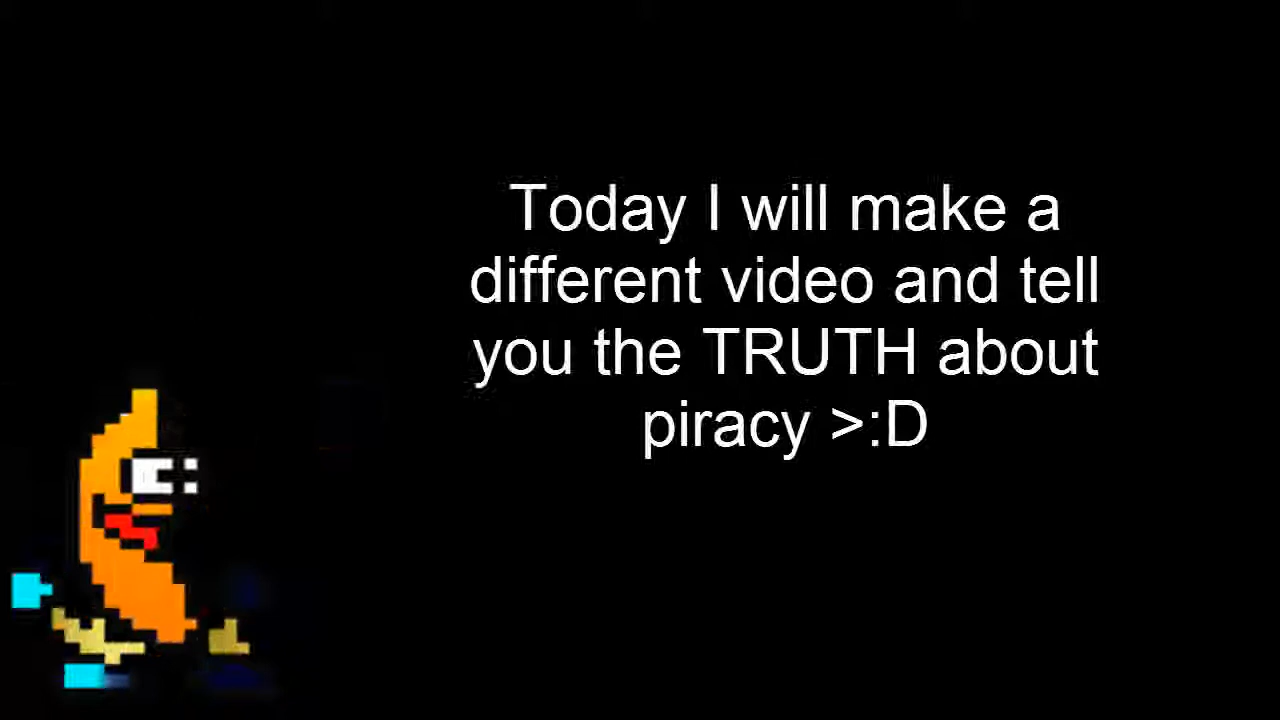 Today I will make a
different video and tell
you the TRUTH about
piracy >:D